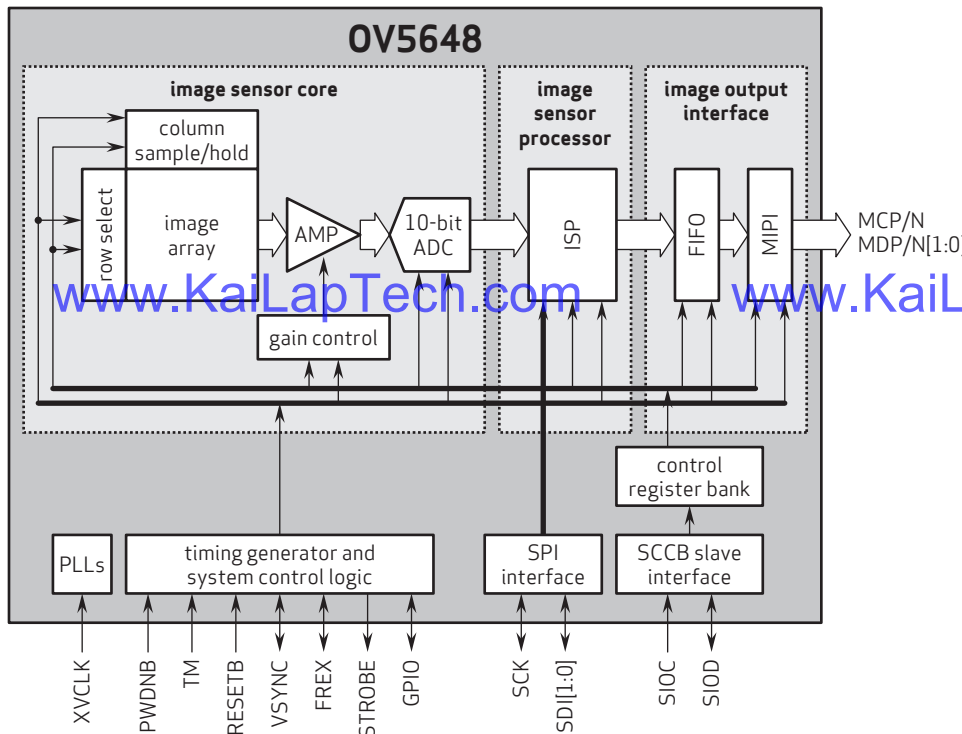 OV5648
image sensor core
image
sensor
processor
image output
interface
column
sample/hold
row select
image
array
AMP
10-bit
ADC
ISP
FIFO
MIPI
MCP/N
MDP/N[1:0]
www.KaiLapTech.com
www.KaiL
gain control
control
register bank
PLLs
timing generator and
system control logic
SPI
interface
SCCB slave
interface
XVCLK
PWDNB
TM
RESETB
VSYNC
FREX
STROBE
GPIO
SCK
SDI[1:0]
SIOC
SIOD